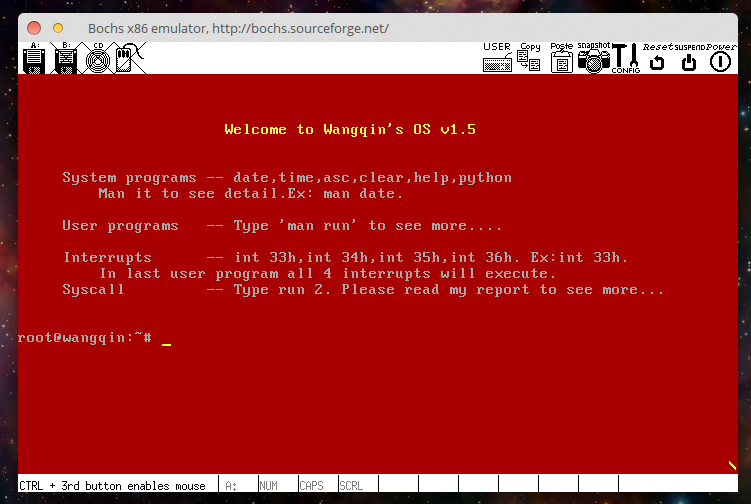 Bochs x86 emulator, http://bochs.sourceforge.net/
A: B: CD USER Copy Paste snapshot CONFIG Reset SUSPEND Power
Welcome to Wangqin's OS v1.5
System programs -- date,time,asc,clear,help,python
Man it to see detail.Ex: man date.
User programs -- Type 'man run' to see more....
Interrupts -- int 33h,int 34h,int 35h,int 36h. Ex:int 33h.
In last user program all 4 interrupts will execute.
Syscall -- Type run 2. Please read my report to see more...
root@wangqin:~# _
\
CTRL + 3rd button enables mouse A: NUM CAPS SCRL